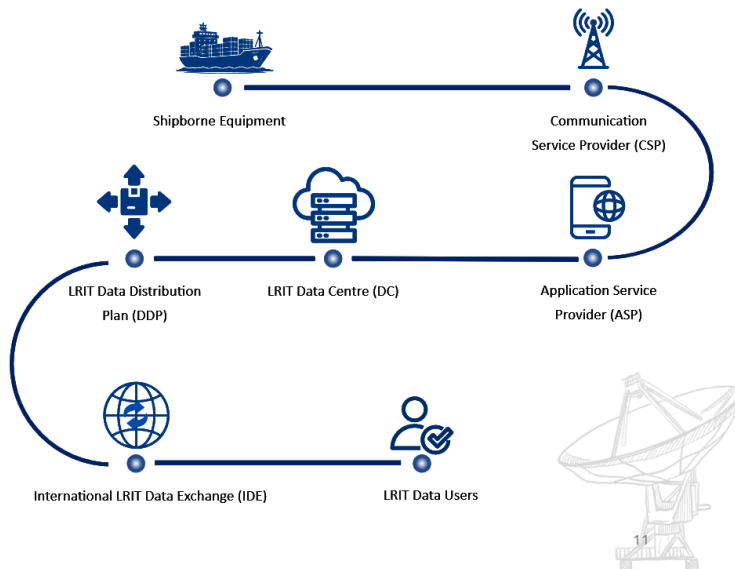 Shipborne Equipment
Communication
Service Provider (CSP)
LRIT Data Distribution
Plan (DDP)
LRIT Data Centre (DC)
Application Service
Provider (ASP)
International LRIT Data Exchange (IDE)
LRIT Data Users
11